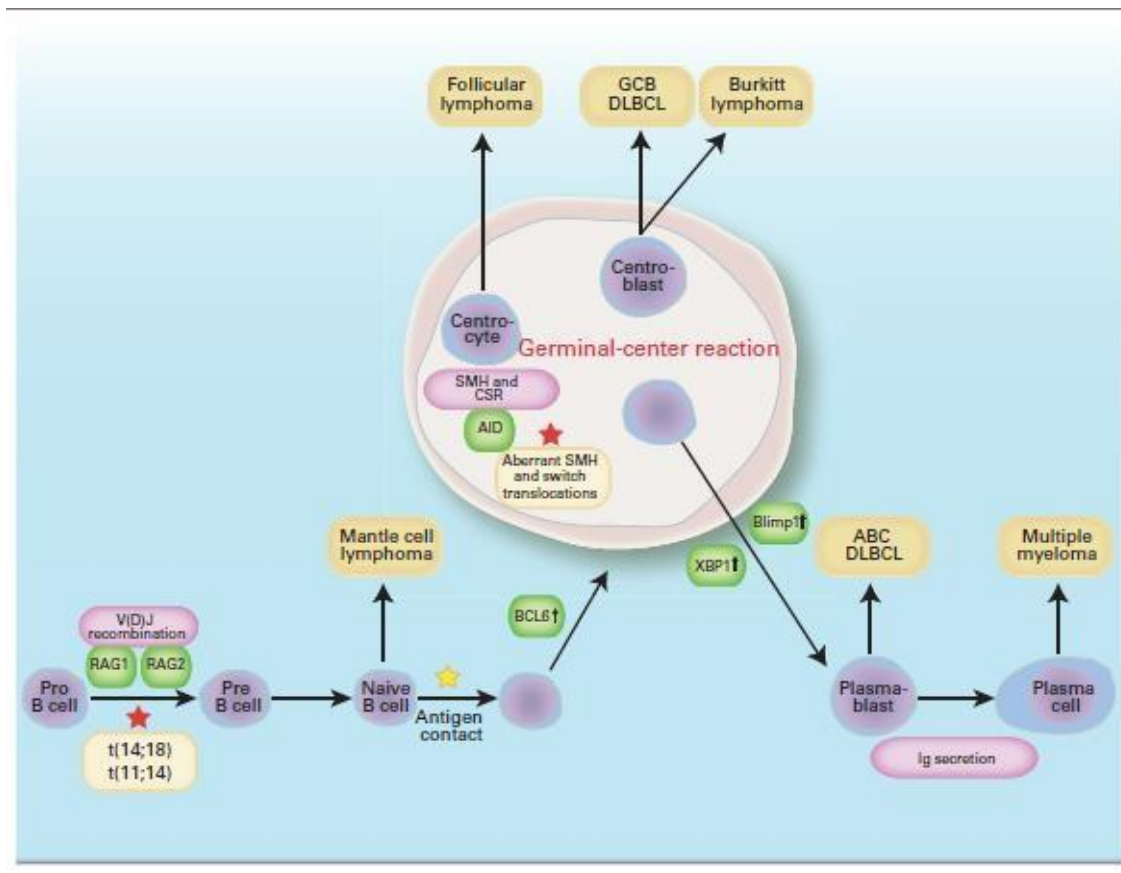 Follicular
lymphoma
GCB
DLBCL
Burkitt
lymphoma
Centro-
blast
Centro-
cyte
Germinal-center reaction
SMH and
CSR
AID
Aberrant SMH
and switch
translocations
Mantle cell
lymphoma
Blimp1⬆
XBP1⬆
ABC
DLBCL
Multiple
myeloma
BCL6↑
V(D)J
recombination
RAG1
RAG2
Pro
B cell
Pre
B cell
Naive
B cell
Antigen
contact
Plasma-
blast
Plasma
cell
t(14;18)
t(11;14)
Ig secretion